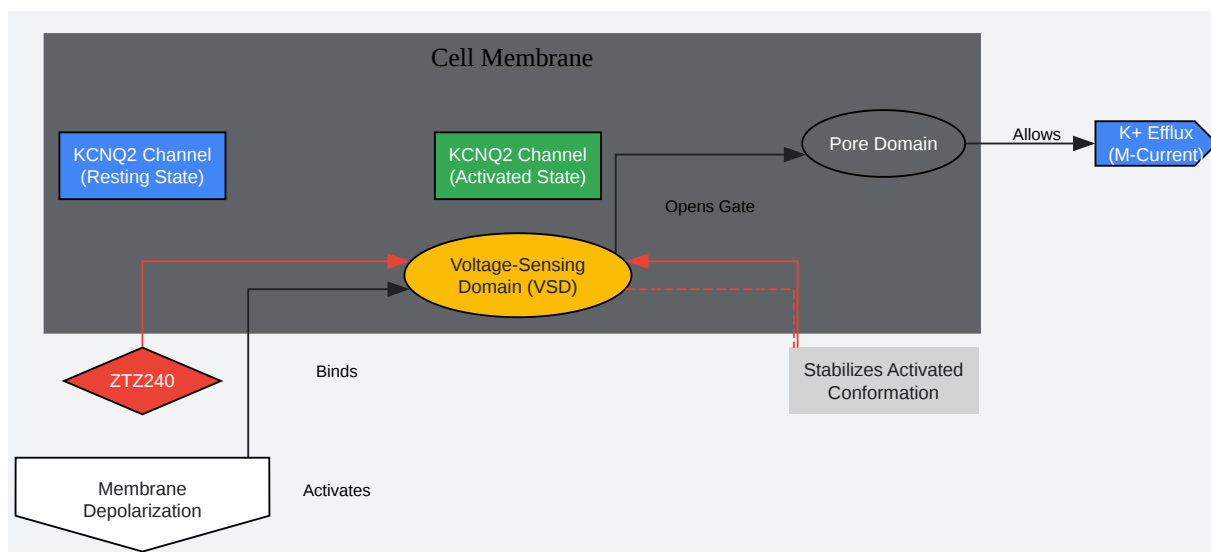 Cell Membrane
KCNQ2 Channel
(Resting State)
KCNQ2 Channel
(Activated State)
Pore Domain
Allows
K+ Efflux
(M-Current)
Opens Gate
Voltage-Sensing
Domain (VSD)
ZTZ240
Binds
Stabilizes Activated
Conformation
Membrane
Depolarization
Activates